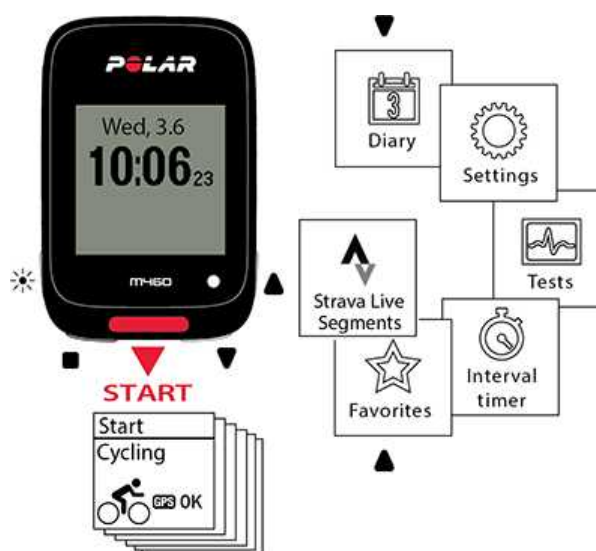 POLAR
Wed, 3.6
10:06 23
M460
START
Start
Cycling
GPS OK
3
Diary
Settings
Tests
Strava Live
Segments
Favorites
Interval
timer